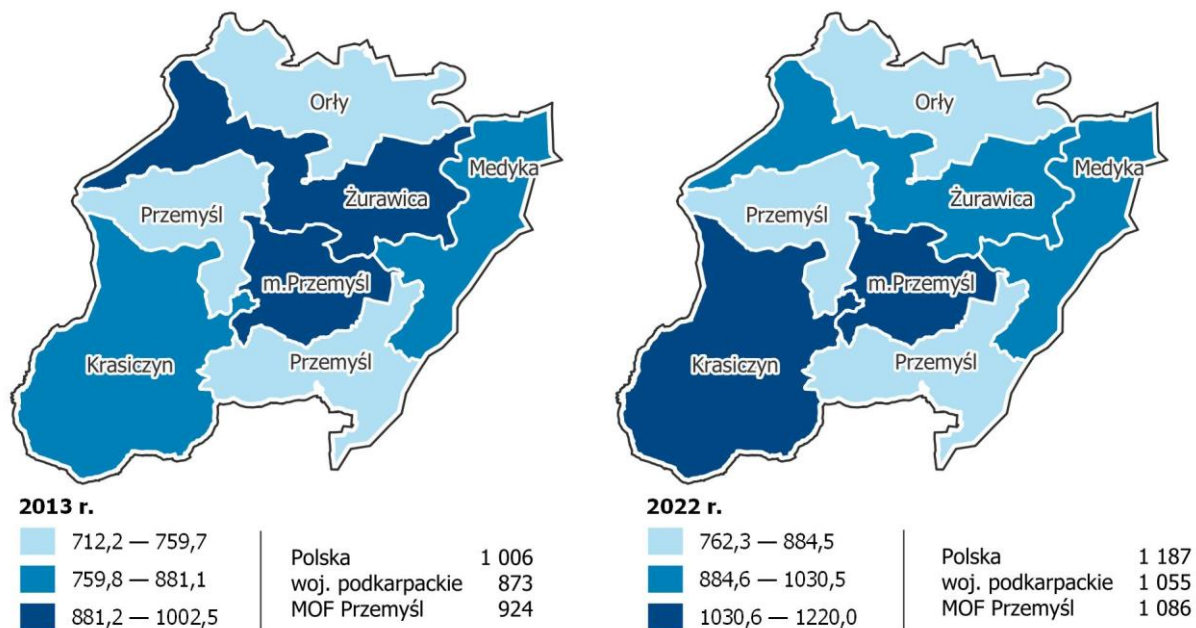 Orły
Medyka
Żurawica
Przemyśl
m.Przemyśl
Krasiczyn
Przemyśl
2013 r.
712,2 — 759,7
759,8 — 881,1
881,2 — 1002,5
Polska 1 006
woj. podkarpackie 873
MOF Przemyśl 924
Orły
Medyka
Żurawica
Przemyśl
m.Przemyśl
Krasiczyn
Przemyśl
2022 r.
762,3 — 884,5
884,6 — 1030,5
1030,6 — 1220,0
Polska 1 187
woj. podkarpackie 1 055
MOF Przemyśl 1 086